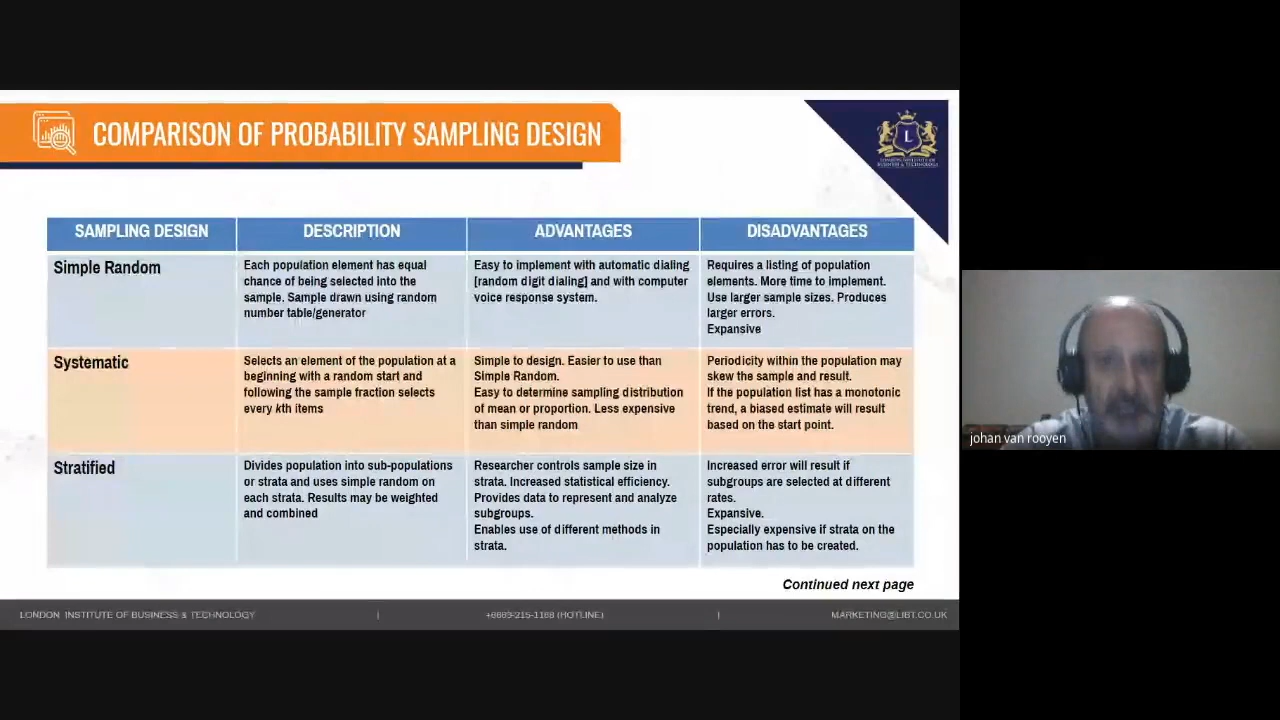 COMPARISON OF PROBABILITY SAMPLING DESIGN
L
SAMPLING DESIGN
DESCRIPTION
ADVANTAGES
DISADVANTAGES
Simple Random
Each population element has equal
chance of being selected into the
sample. Sample drawn using random
number table/generator
Easy to implement with automatic dialing
[random digit dialing] and with computer
voice response system.
Requires a listing of population
elements. More time to implement.
Use larger sample sizes. Produces
larger errors.
Expansive
Systematic
Selects an element of the population at a
beginning with a random start and
following the sample fraction selects
every kth items
Simple to design. Easier to use than
Simple Random.
Easy to determine sampling distribution
of mean or proportion. Less expensive
than simple random
Periodicity within the population may
skew the sample and result.
If the population list has a monotonic
trend, a biased estimate will result
based on the start point.
Stratified
Divides population into sub-populations
or strata and uses simple random on
each strata. Results may be weighted
and combined
Researcher controls sample size in
strata. Increased statistical efficiency.
Provides data to represent and analyze
subgroups.
Enables use of different methods in
strata.
Increased error will result if
subgroups are selected at different
rates.
Expansive.
Especially expensive if strata on the
population has to be created.
Continued next page
LONDON INSTITUTE OF BUSINESS & TECHNOLOGY
|
(HOTLINE)
|
MARKETING@LIBT.CO.UK
johan van rooyen